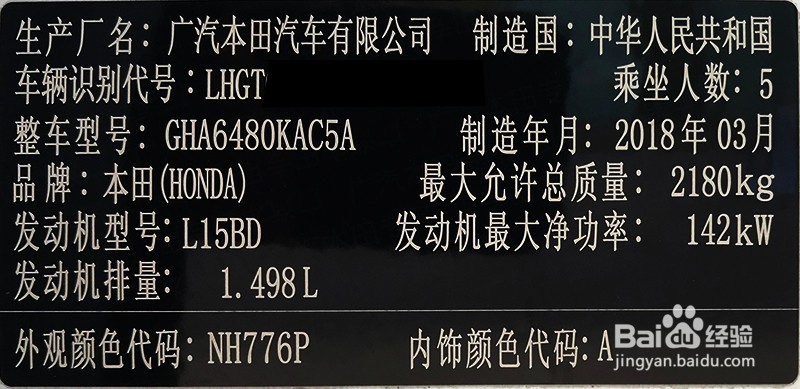 生产厂名：广汽本田汽车有限公司 制造国：中华人民共和国
车辆识别代号：LHGT 乘坐人数：5
整车型号：GHA6480KAC5A 制造年月：2018年03月
品牌：本田(HONDA) 最大允许总质量：2180kg
发动机型号：L15BD 发动机最大净功率：142kW
发动机排量：1.498L
外观颜色代码：NH776P 内饰颜色代码：A
Baidu经验
jingyan.baidu.com